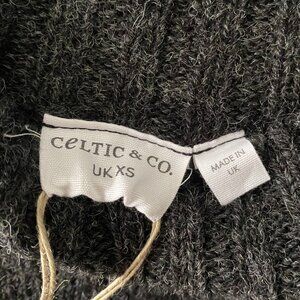 CELTIC & CO.
UK XS
MADE IN
UK